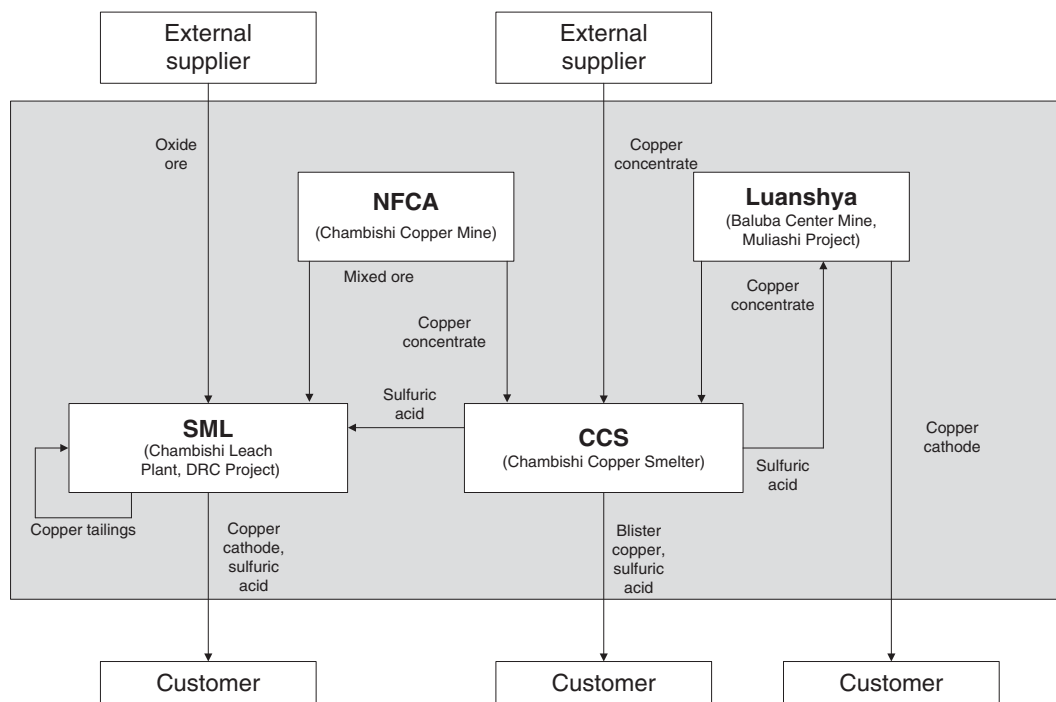 External
supplier
External
supplier
Oxide
ore
Copper
concentrate
NFCA
(Chambishi Copper Mine)
Luanshya
(Baluba Center Mine,
Muliashi Project)
Mixed ore
Copper
concentrate
Copper
concentrate
Sulfuric
acid
SML
(Chambishi Leach
Plant, DRC Project)
CCS
(Chambishi Copper Smelter)
Sulfuric
acid
Copper
cathode
Copper tailings
Copper
cathode,
sulfuric
acid
Blister
copper,
sulfuric
acid
Customer
Customer
Customer